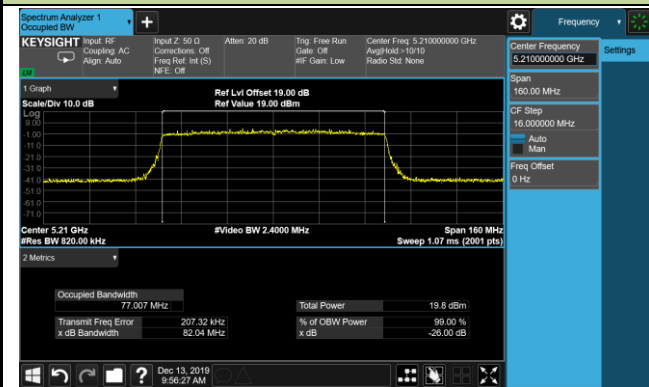 Spectrum Analyzer 1
Occupied BW
+
Frequency
KEYSIGHT
Input: RF
Coupling: AC
Align: Auto
Input Z: 50 Ω
Corrections: Off
Freq Ref: Int (S)
NFE: Off
Atten: 20 dB
Trig: Free Run
Gate: Off
#IF Gain: Low
Center Freq: 5.210000000 GHz
Avg|Hold:>10/10
Radio Std: None
LXI
Center Frequency
5.210000000 GHz
Settings
Span
160.00 MHz
CF Step
16.000000 MHz
Auto
Man
Freq Offset
0 Hz
1 Graph
Scale/Div 10.0 dB
Ref Lvl Offset 19.00 dB
Ref Value 19.00 dBm
Log
9.00
-1.00
-11.0
-21.0
-31.0
-41.0
-51.0
-61.0
-71.0
Center 5.21 GHz
#Video BW 2.4000 MHz
Span 160 MHz
#Res BW 820.00 kHz
Sweep 1.07 ms (2001 pts)
2 Metrics
Occupied Bandwidth
77.007 MHz
Total Power
19.8 dBm
Transmit Freq Error
207.32 kHz
% of OBW Power
99.00 %
x dB Bandwidth
82.04 MHz
x dB
-26.00 dB
?
Dec 13, 2019
9:56:27 AM